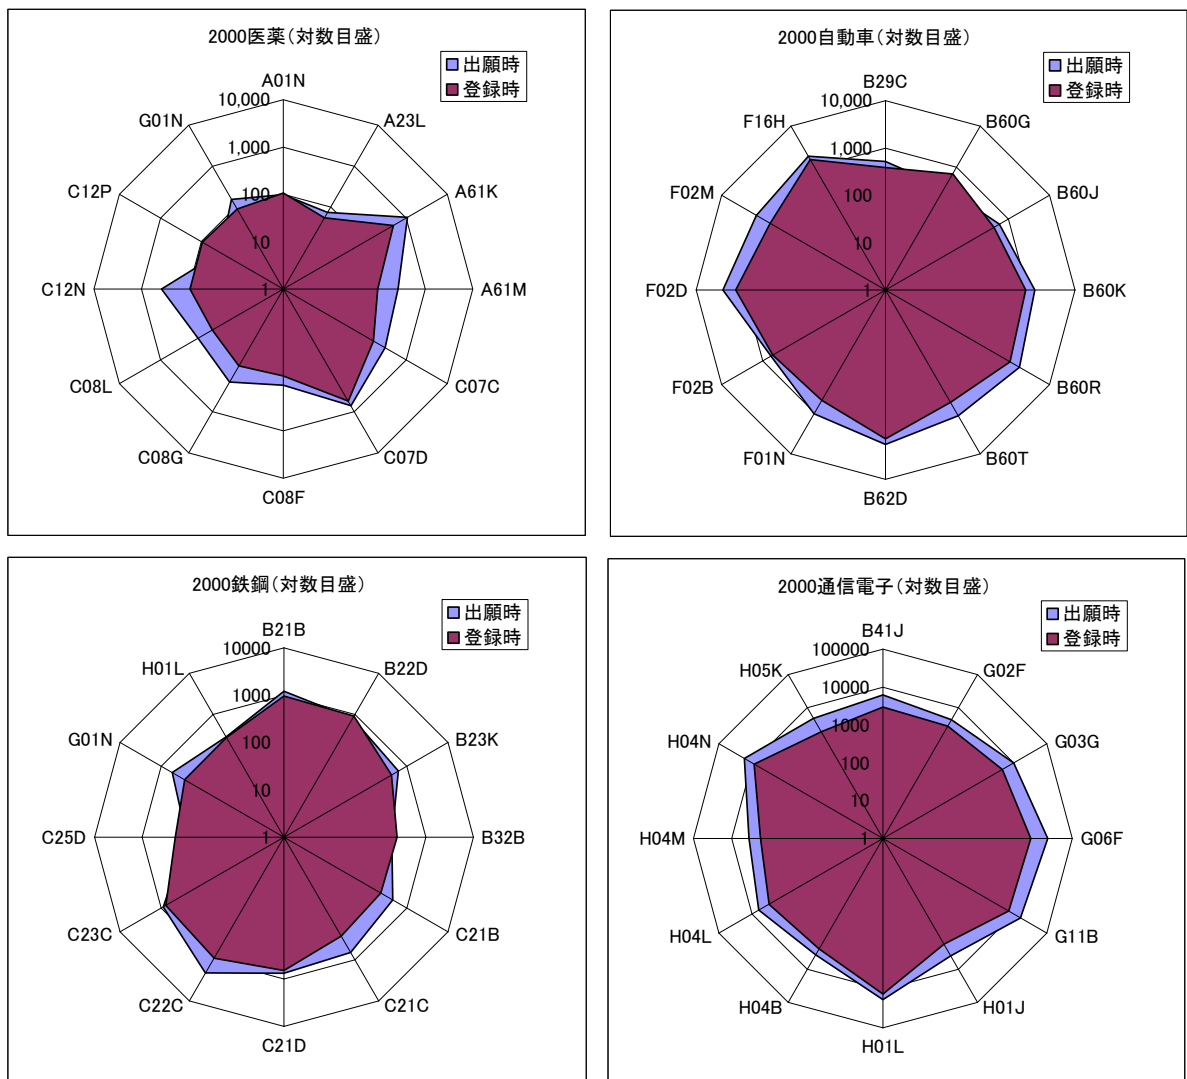 2000医薬(対数目盛)
出願時
登録時
A01N
A23L
A61K
A61M
C07C
C07D
C08F
C08G
C08L
C12N
C12P
G01N
10,000
1,000
100
10
1
2000自動車(対数目盛)
出願時
登録時
B29C
B60G
B60J
B60K
B60R
B60T
B62D
F01N
F02B
F02D
F02M
F16H
10,000
1,000
100
10
1
2000鉄鋼(対数目盛)
出願時
登録時
B21B
B22D
B23K
B32B
C21B
C21C
C21D
C22C
C23C
C25D
G01N
H01L
10000
1000
100
10
1
2000通信電子(対数目盛)
出願時
登録時
B41J
G02F
G03G
G06F
G11B
H01J
H01L
H04B
H04L
H04M
H04N
H05K
100000
10000
1000
100
10
1